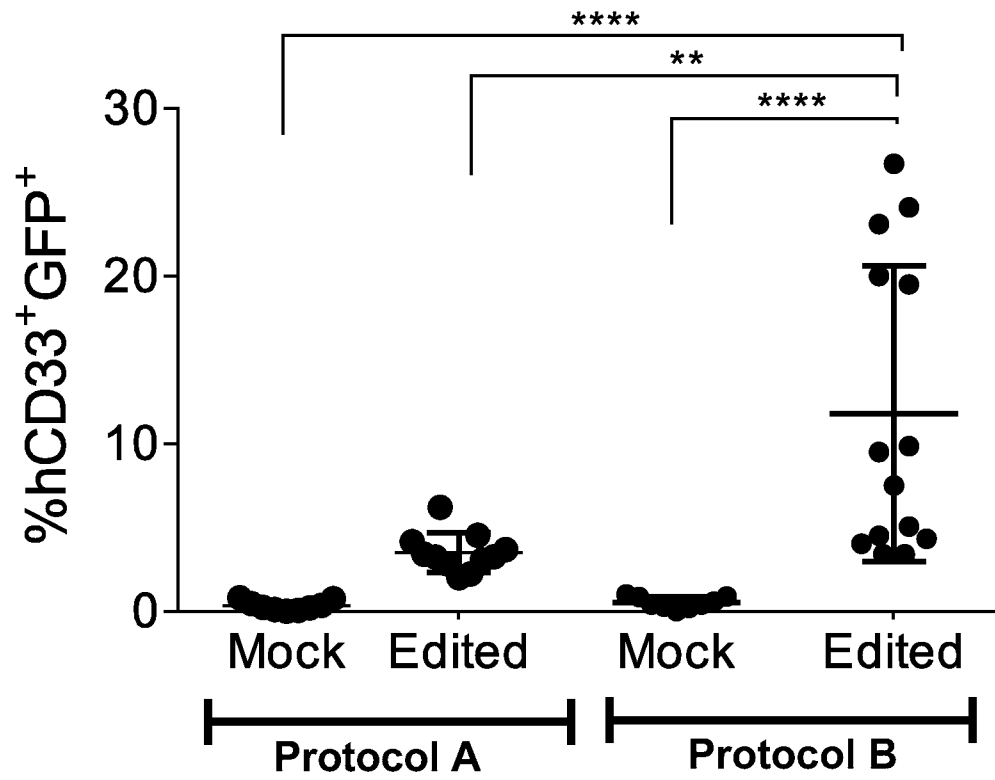 ****
**
****
30
20
10
0
%hCD33⁺GFP⁺
Mock Edited Mock Edited
Protocol A Protocol B